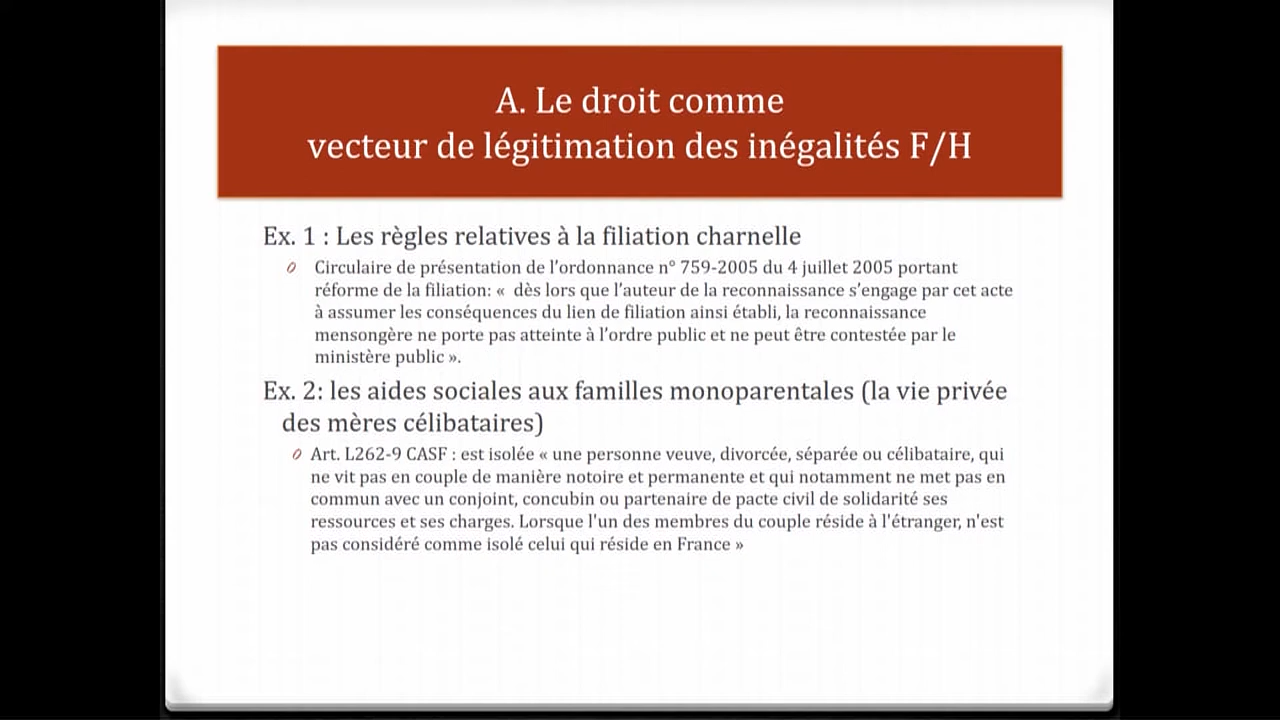 A. Le droit comme
vecteur de légitimation des inégalités F/H
Ex. 1 : Les règles relatives à la filiation charnelle
Circulaire de présentation de l'ordonnance n° 759-2005 du 4 juillet 2005 portant
réforme de la filiation: «  dès lors que l'auteur de la reconnaissance s'engage par cet acte
à assumer les conséquences du lien de filiation ainsi établi, la reconnaissance
mensongère ne porte pas atteinte à l'ordre public et ne peut être contestée par le
ministère public ».
Ex. 2: les aides sociales aux familles monoparentales (la vie privée
des mères célibataires)
Art. L262-9 CASF : est isolée « une personne veuve, divorcée, séparée ou célibataire, qui
ne vit pas en couple de manière notoire et permanente et qui notamment ne met pas en
commun avec un conjoint, concubin ou partenaire de pacte civil de solidarité ses
ressources et ses charges. Lorsque l'un des membres du couple réside à l'étranger, n'est
pas considéré comme isolé celui qui réside en France »